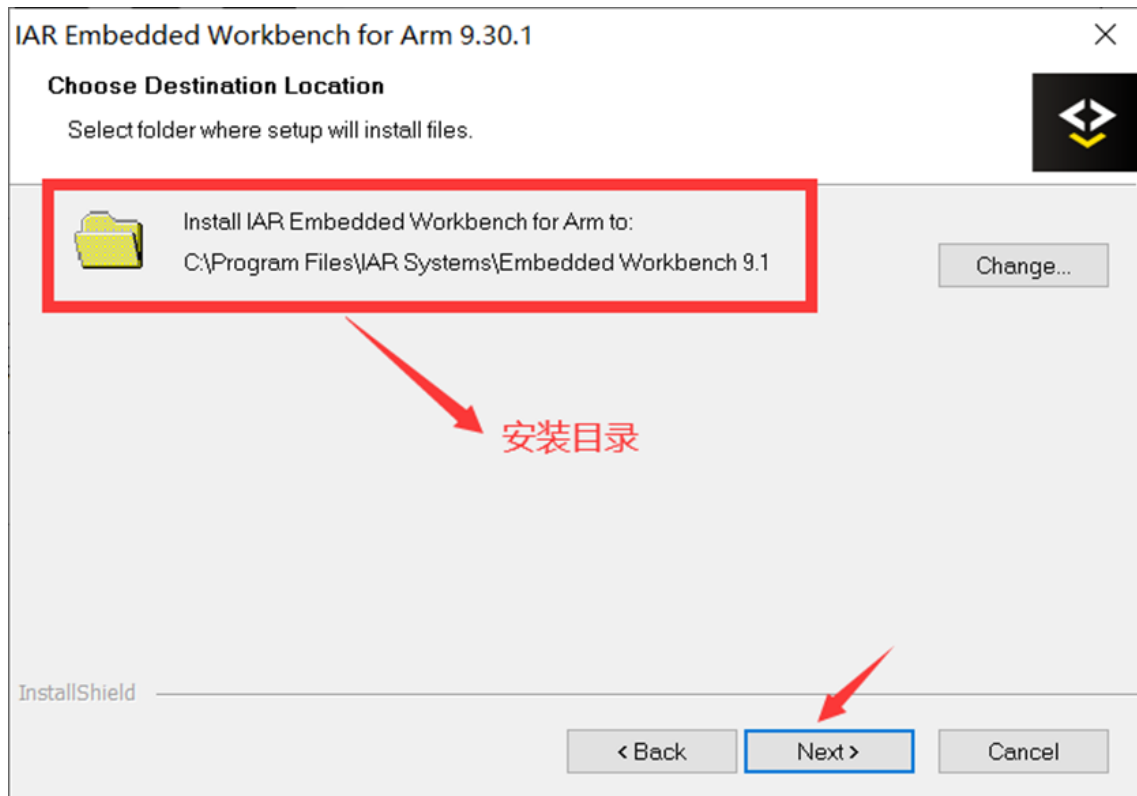 IAR Embedded Workbench for Arm 9.30.1
Choose Destination Location
Select folder where setup will install files.
Install IAR Embedded Workbench for Arm to:
C:\Program Files\IAR Systems\Embedded Workbench 9.1
Change...
安装目录
InstallShield
< Back
Next >
Cancel